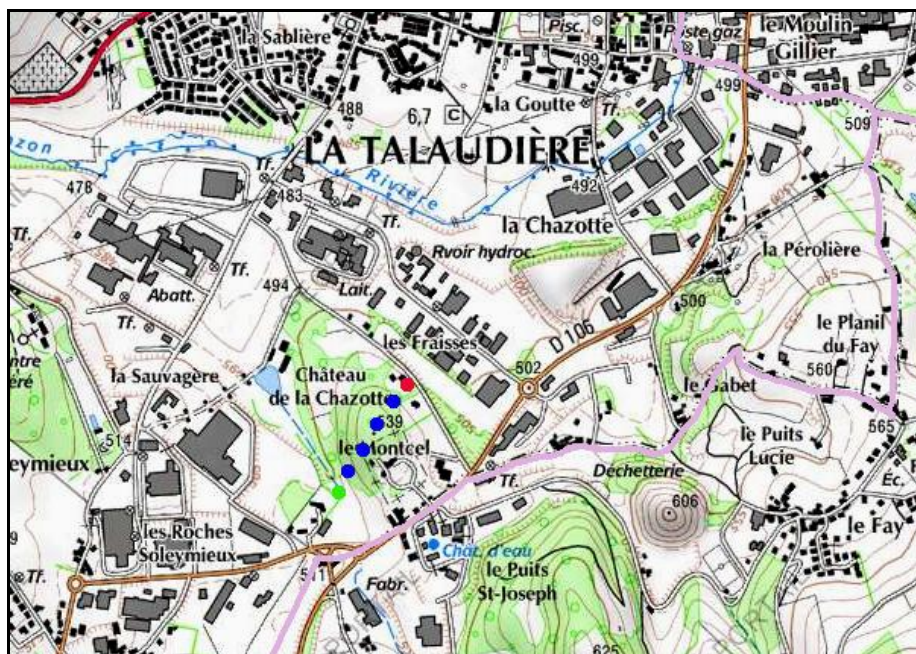 Pisc.
Piste gaz
le Moulin
Gillier
la Sablière
499
499
la Goutte
Tf.
488
6,7
C
509
LA TALAUDIÈRE
Tf.
478
483
Rivière
492
la Chazotte
Tf.
Tf.
Rvoir hydroc.
la Pérolière
Abatt.
Lait.
494
500
Tf.
les Fraisses
D 106
le Planil
du Fay
502
560
la Sauvagère
Château
de la Chazotte
le Gabet
539
le Montcel
514
le Puits
Lucie
565
Déchetterie
Tf.
Éc.
606
les Roches
Soleymieux
le Fay
Chât. d'eau
Tf.
511
le Puits
St-Joseph
Fabr.
625